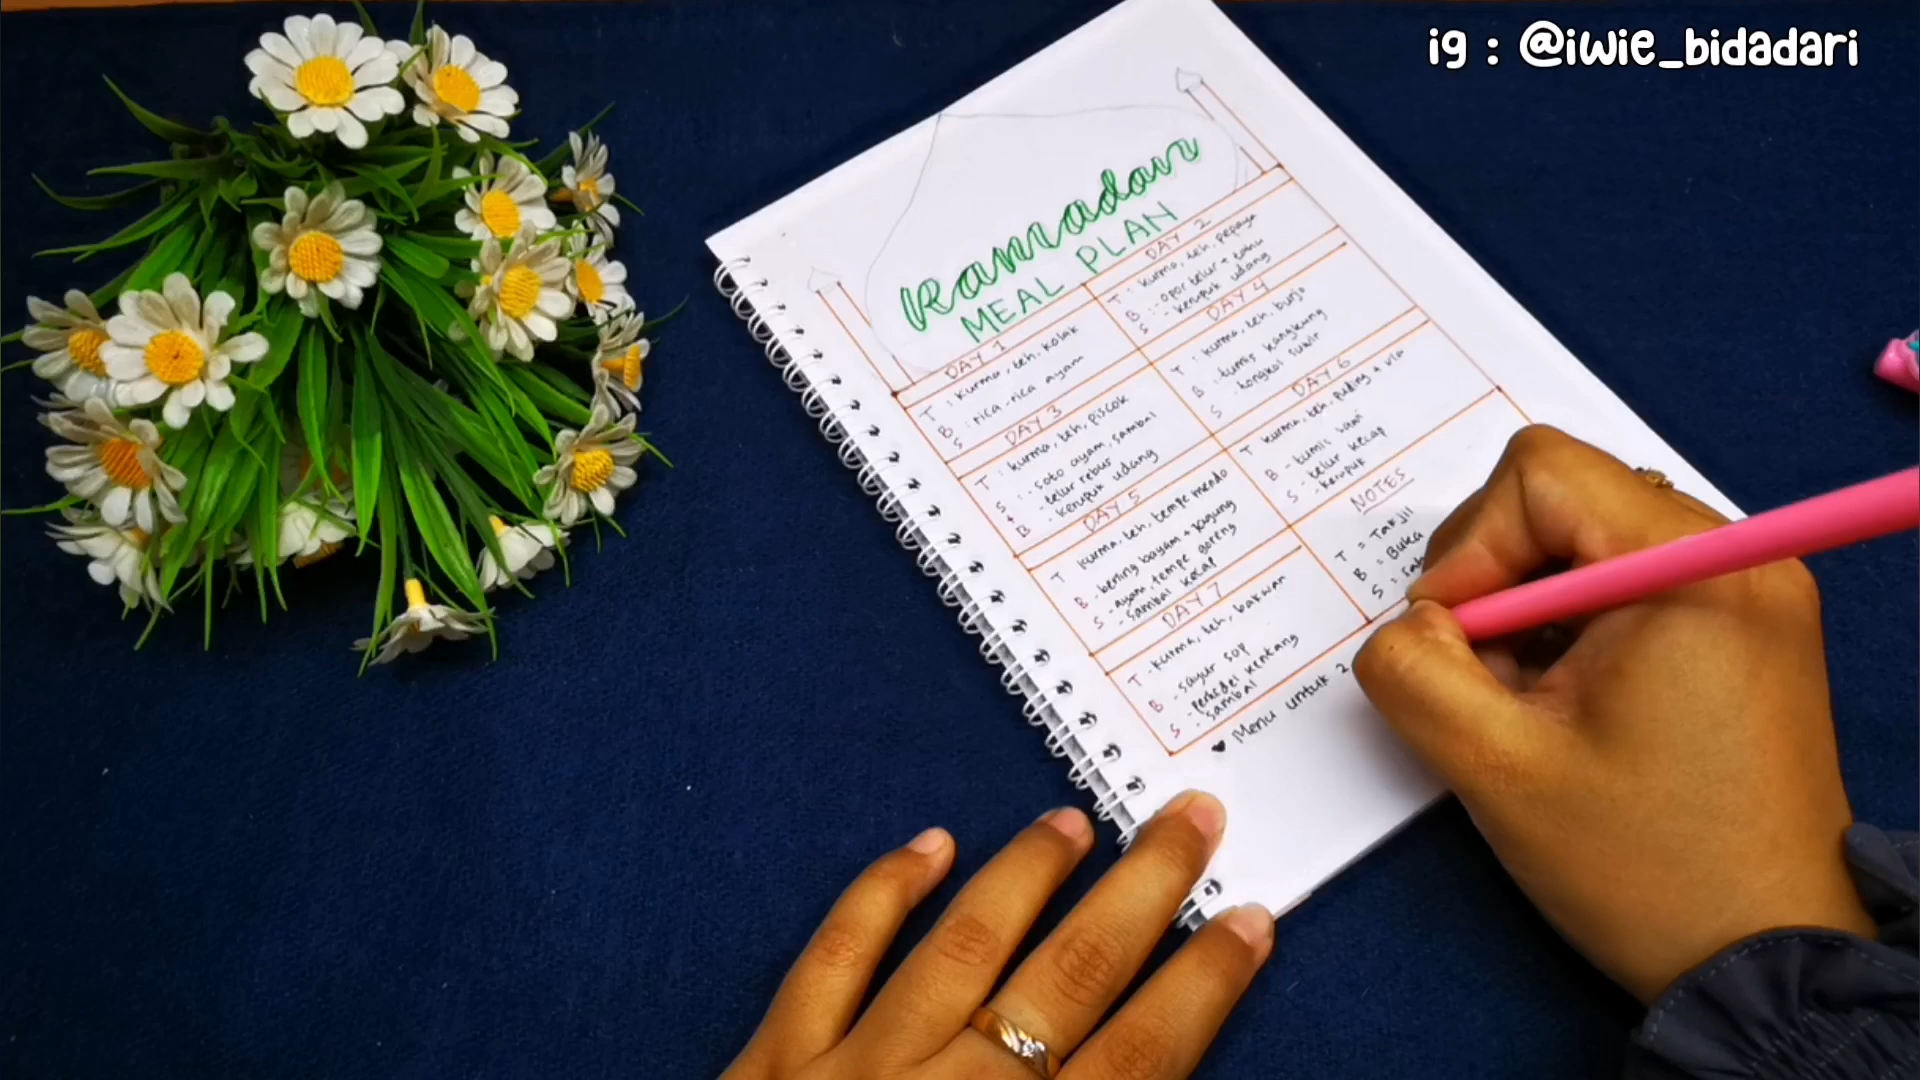 ig : @iwie_bidadari
Ramadan
MEAL PLAN
DAY 1
T : kurma, teh, kolak
B : rica-rica ayam
S
DAY 2
T : kurma, teh, pepaya
B : - opor telur + tahu
S - kerupuk udang
DAY 3
T : kurma, teh, piscok
S : - soto ayam, sambal
+ - telur rebus
B - kerupuk udang
DAY 4
T : kurma, teh, burjo
B : tumis kangkung
S : tongkol suwir
DAY 5
T kurma, teh, tempe mendo
B - bening bayam + jagung
S - ayam, tempe goreng
- sambal kecap
DAY 6
T kurma, teh, puding + vla
B - tumis sawi
S - telur kecap
- kerupuk
DAY 7
T - kurma, teh, bakwan
B - sayur sop
S - perkedel kentang
- sambal
NOTES
T = Takjil
B = Buka
S = Sah
♥ Menu untuk 2